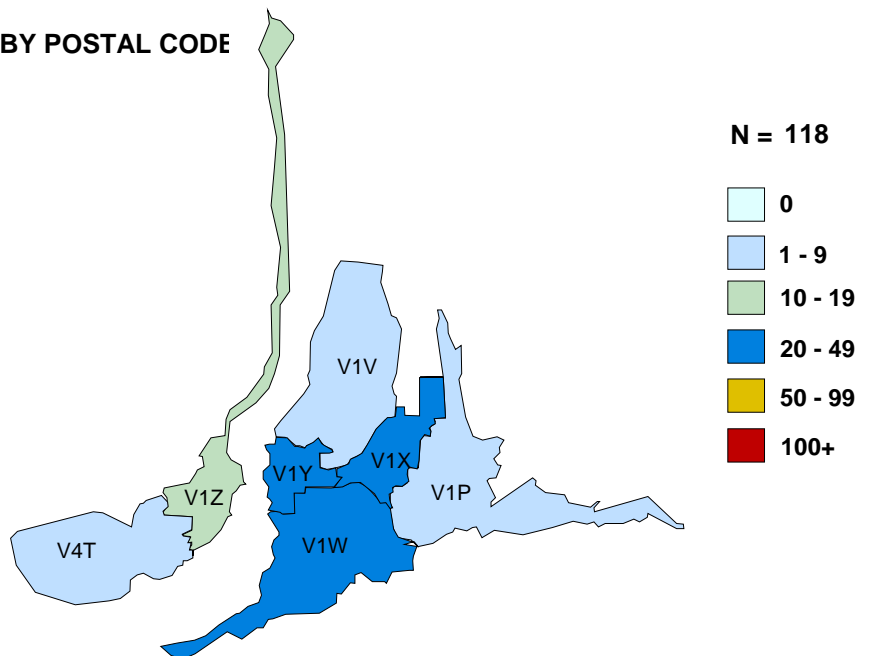 BY POSTAL CODE
N = 118
0
1 - 9
10 - 19
20 - 49
50 - 99
100+
V1V
V1X
V1Y
V1P
V1Z
V1W
V4T